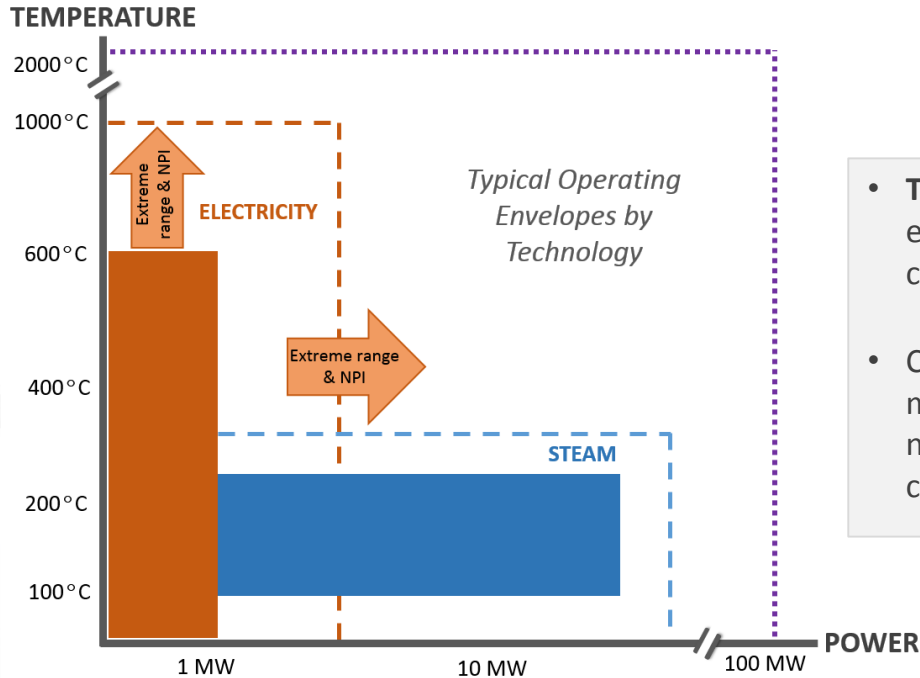 TEMPERATURE
2000°C
1000°C
Extreme
range & NPI
ELECTRICITY
Typical Operating
Envelopes by
Technology
600°C
Extreme range
& NPI
400°C
STEAM
200°C
100°C
POWER
1 MW
10 MW
100 MW